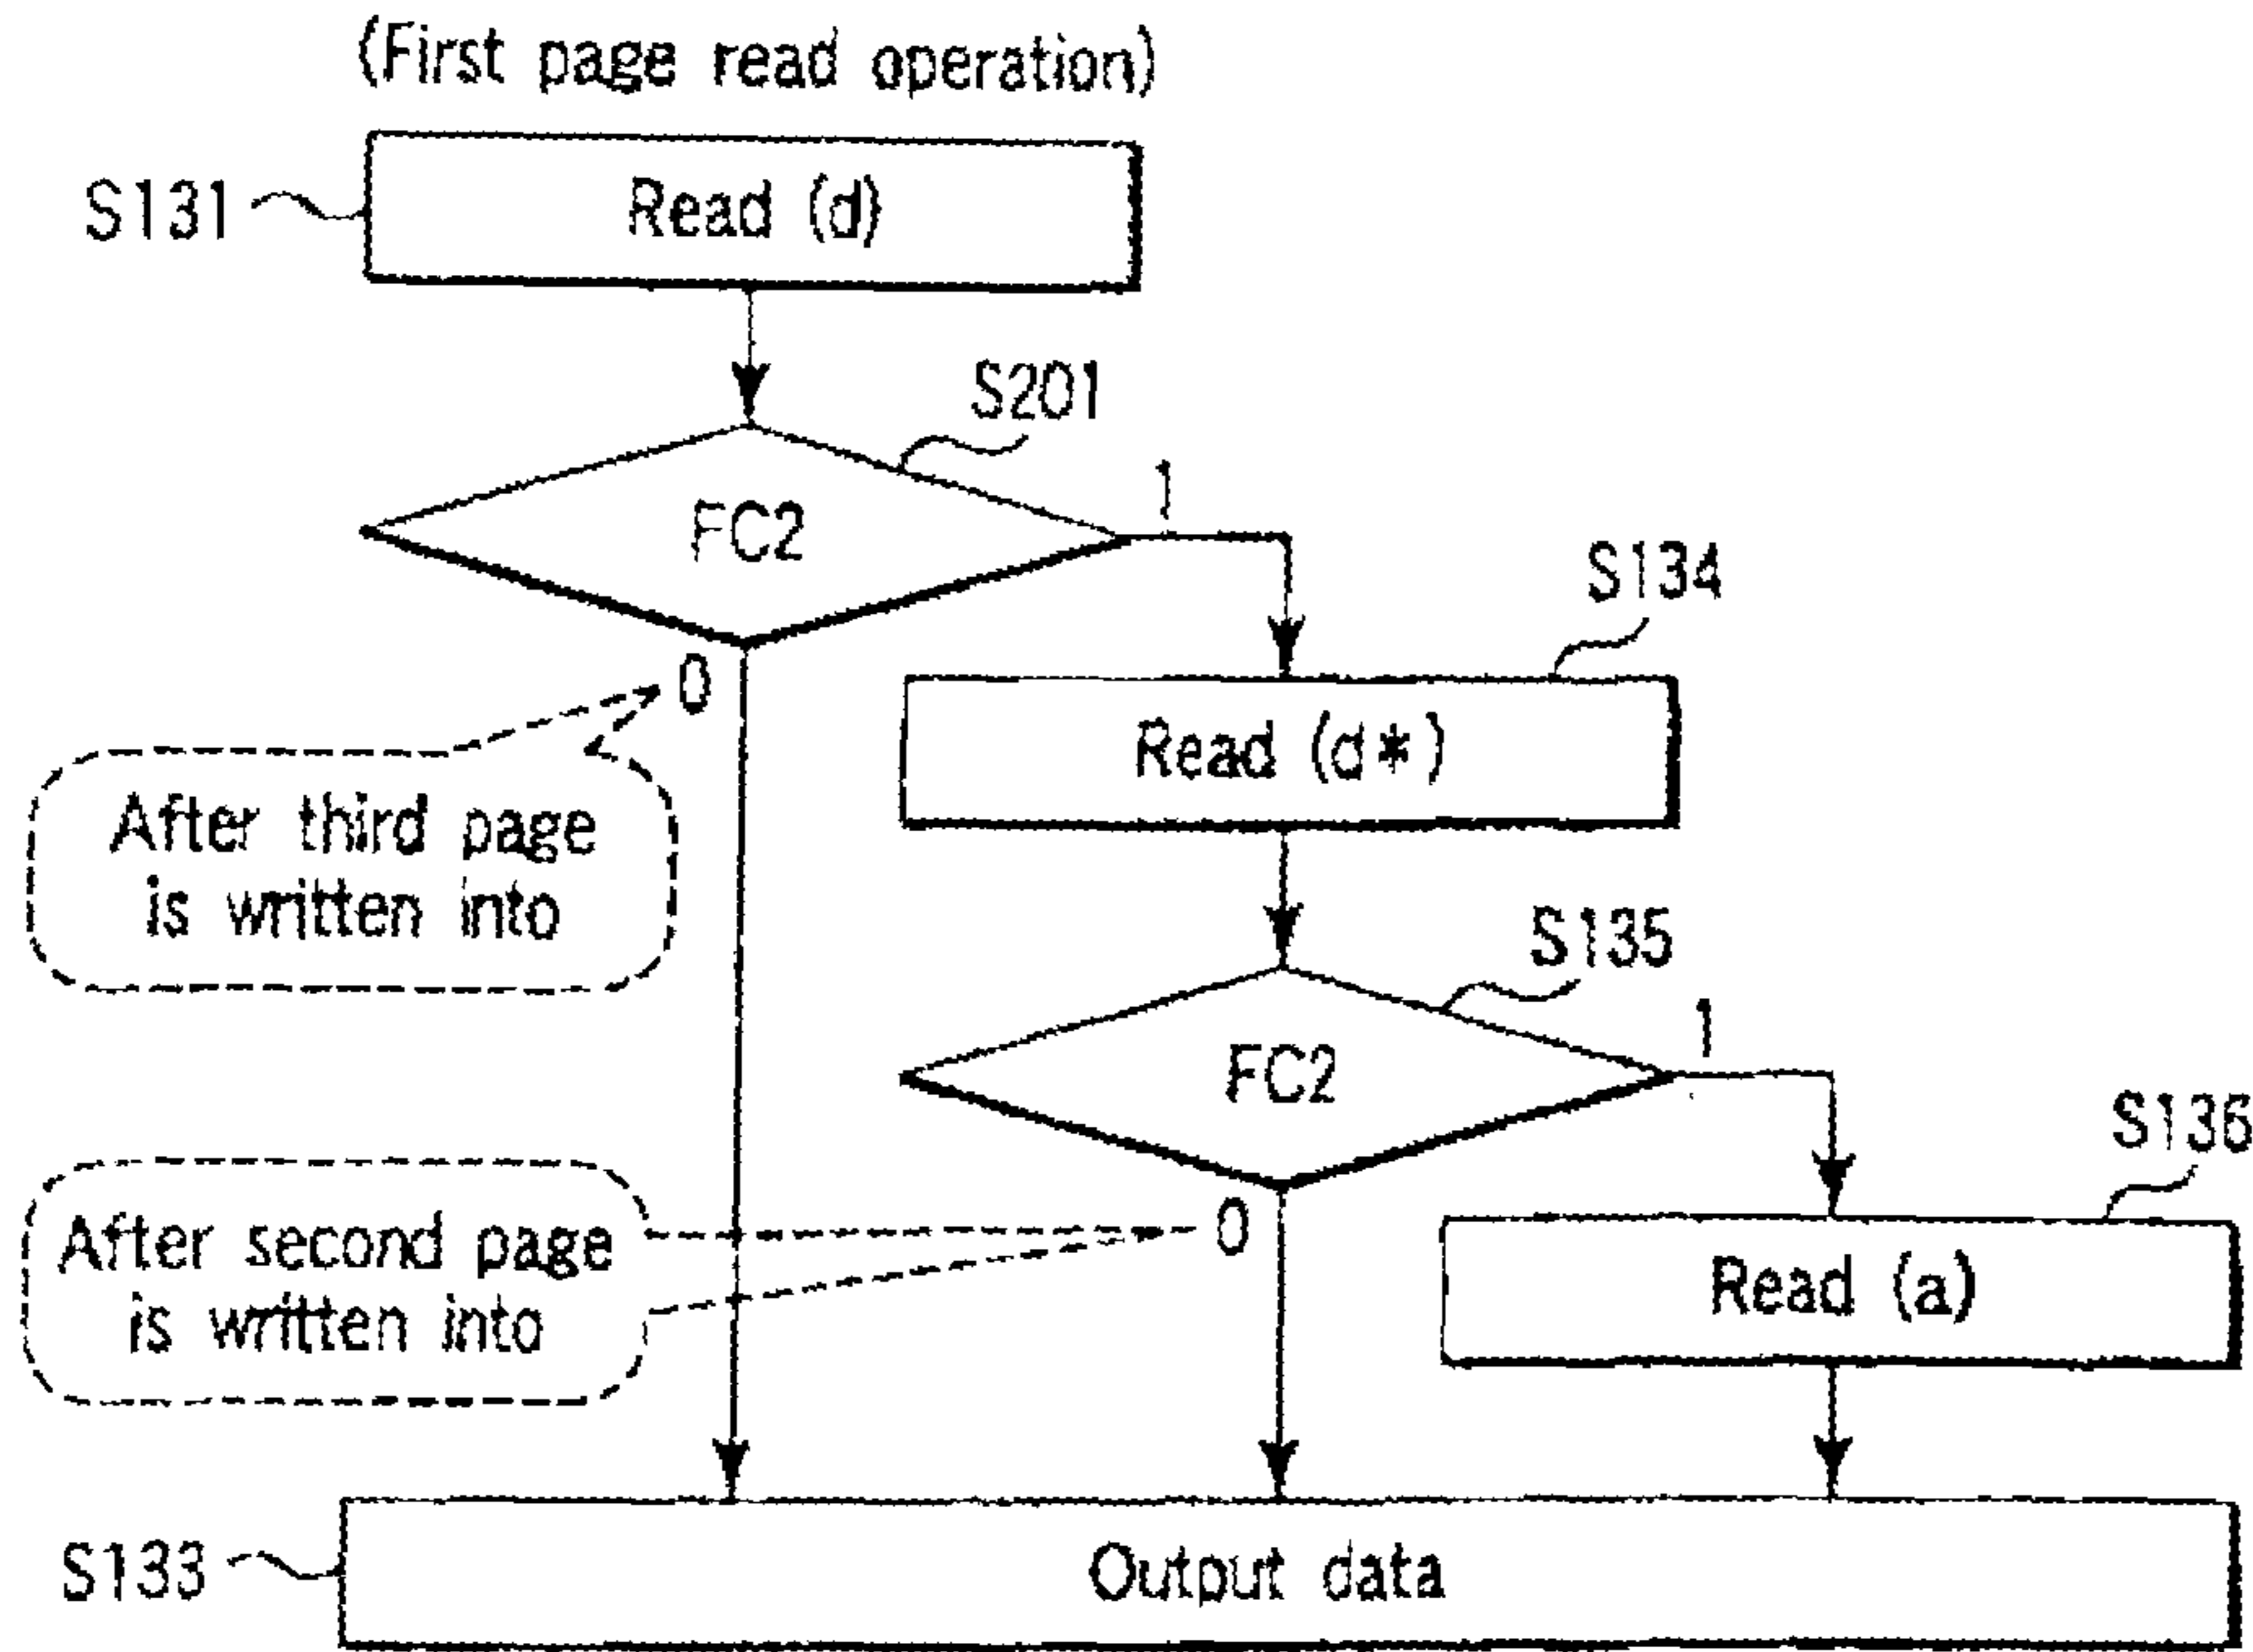 (First page read operation)
S131
Read (d)
S201
FC2
1
0
S134
Read (d*)
After third page
is written into
S135
FC2
1
0
S136
Read (a)
After second page
is written into
S133
Output data